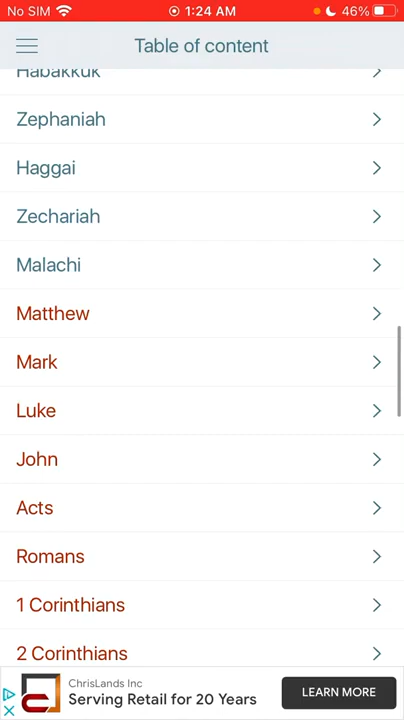 No SIM 1:24 AM 46%
Table of content
Habakkuk
Zephaniah
Haggai
Zechariah
Malachi
Matthew
Mark
Luke
John
Acts
Romans
1 Corinthians
2 Corinthians
ChrisLands Inc
Serving Retail for 20 Years
LEARN MORE